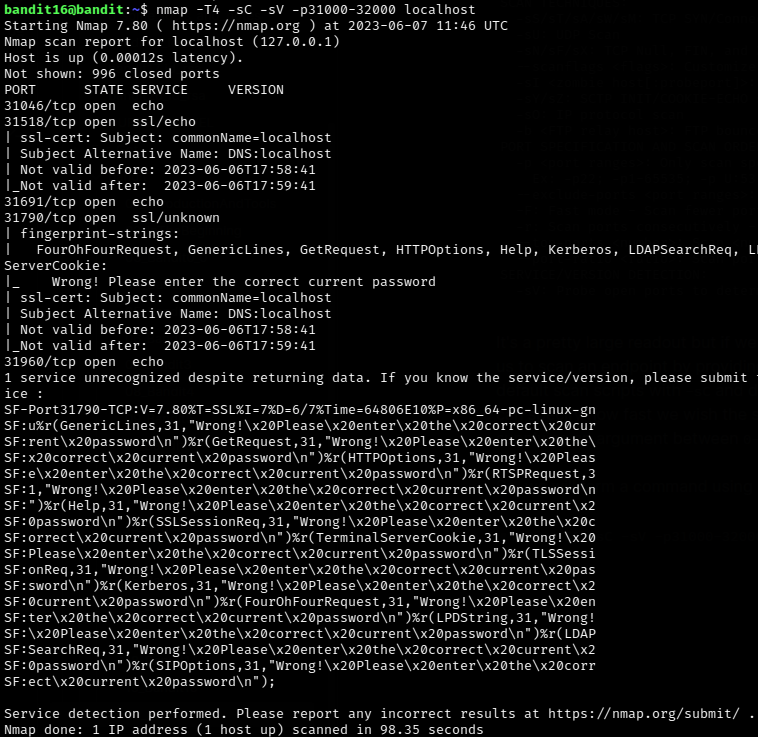 bandit16@bandit:~$ nmap -T4 -sC -sV -p31000-32000 localhost
Starting Nmap 7.80 ( https://nmap.org ) at 2023-06-07 11:46 UTC
Nmap scan report for localhost (127.0.0.1)
Host is up (0.00012s latency).
Not shown: 996 closed ports
PORT      STATE SERVICE     VERSION
31046/tcp open  echo
31518/tcp open  ssl/echo
| ssl-cert: Subject: commonName=localhost
| Subject Alternative Name: DNS:localhost
| Not valid before: 2023-06-06T17:58:41
|_Not valid after:  2023-06-06T17:59:41
31691/tcp open  echo
31790/tcp open  ssl/unknown
| fingerprint-strings:
|   FourOhFourRequest, GenericLines, GetRequest, HTTPOptions, Help, Kerberos, LDAPSearchReq,
ServerCookie:
|_    Wrong! Please enter the correct current password
| ssl-cert: Subject: commonName=localhost
| Subject Alternative Name: DNS:localhost
| Not valid before: 2023-06-06T17:58:41
|_Not valid after:  2023-06-06T17:59:41
31960/tcp open  echo
1 service unrecognized despite returning data. If you know the service/version, please submit
ice :
SF-Port31790-TCP:V=7.80%T=SSL%I=7%D=6/7%Time=64806E10%P=x86_64-pc-linux-gn
SF:u%r(GenericLines,31,"Wrong!\x20Please\x20enter\x20the\x20correct\x20cur
SF:rent\x20password\n")%r(GetRequest,31,"Wrong!\x20Please\x20enter\x20the\
SF:x20correct\x20current\x20password\n")%r(HTTPOptions,31,"Wrong!\x20Pleas
SF:e\x20enter\x20the\x20correct\x20current\x20password\n")%r(RTSPRequest,3
SF:1,"Wrong!\x20Please\x20enter\x20the\x20correct\x20current\x20password\n
SF:")%r(Help,31,"Wrong!\x20Please\x20enter\x20the\x20correct\x20current\x2
SF:0password\n")%r(SSLSessionReq,31,"Wrong!\x20Please\x20enter\x20the\x20c
SF:orrect\x20current\x20password\n")%r(TerminalServerCookie,31,"Wrong!\x20
SF:Please\x20enter\x20the\x20correct\x20current\x20password\n")%r(TLSSessi
SF:onReq,31,"Wrong!\x20Please\x20enter\x20the\x20correct\x20current\x20pas
SF:sword\n")%r(Kerberos,31,"Wrong!\x20Please\x20enter\x20the\x20correct\x2
SF:0current\x20password\n")%r(FourOhFourRequest,31,"Wrong!\x20Please\x20en
SF:ter\x20the\x20correct\x20current\x20password\n")%r(LPDString,31,"Wrong!
SF:\x20Please\x20enter\x20the\x20correct\x20current\x20password\n")%r(LDAP
SF:SearchReq,31,"Wrong!\x20Please\x20enter\x20the\x20correct\x20current\x2
SF:0password\n")%r(SIPOptions,31,"Wrong!\x20Please\x20enter\x20the\x20corr
SF:ect\x20current\x20password\n");

Service detection performed. Please report any incorrect results at https://nmap.org/submit/ .
Nmap done: 1 IP address (1 host up) scanned in 98.35 seconds